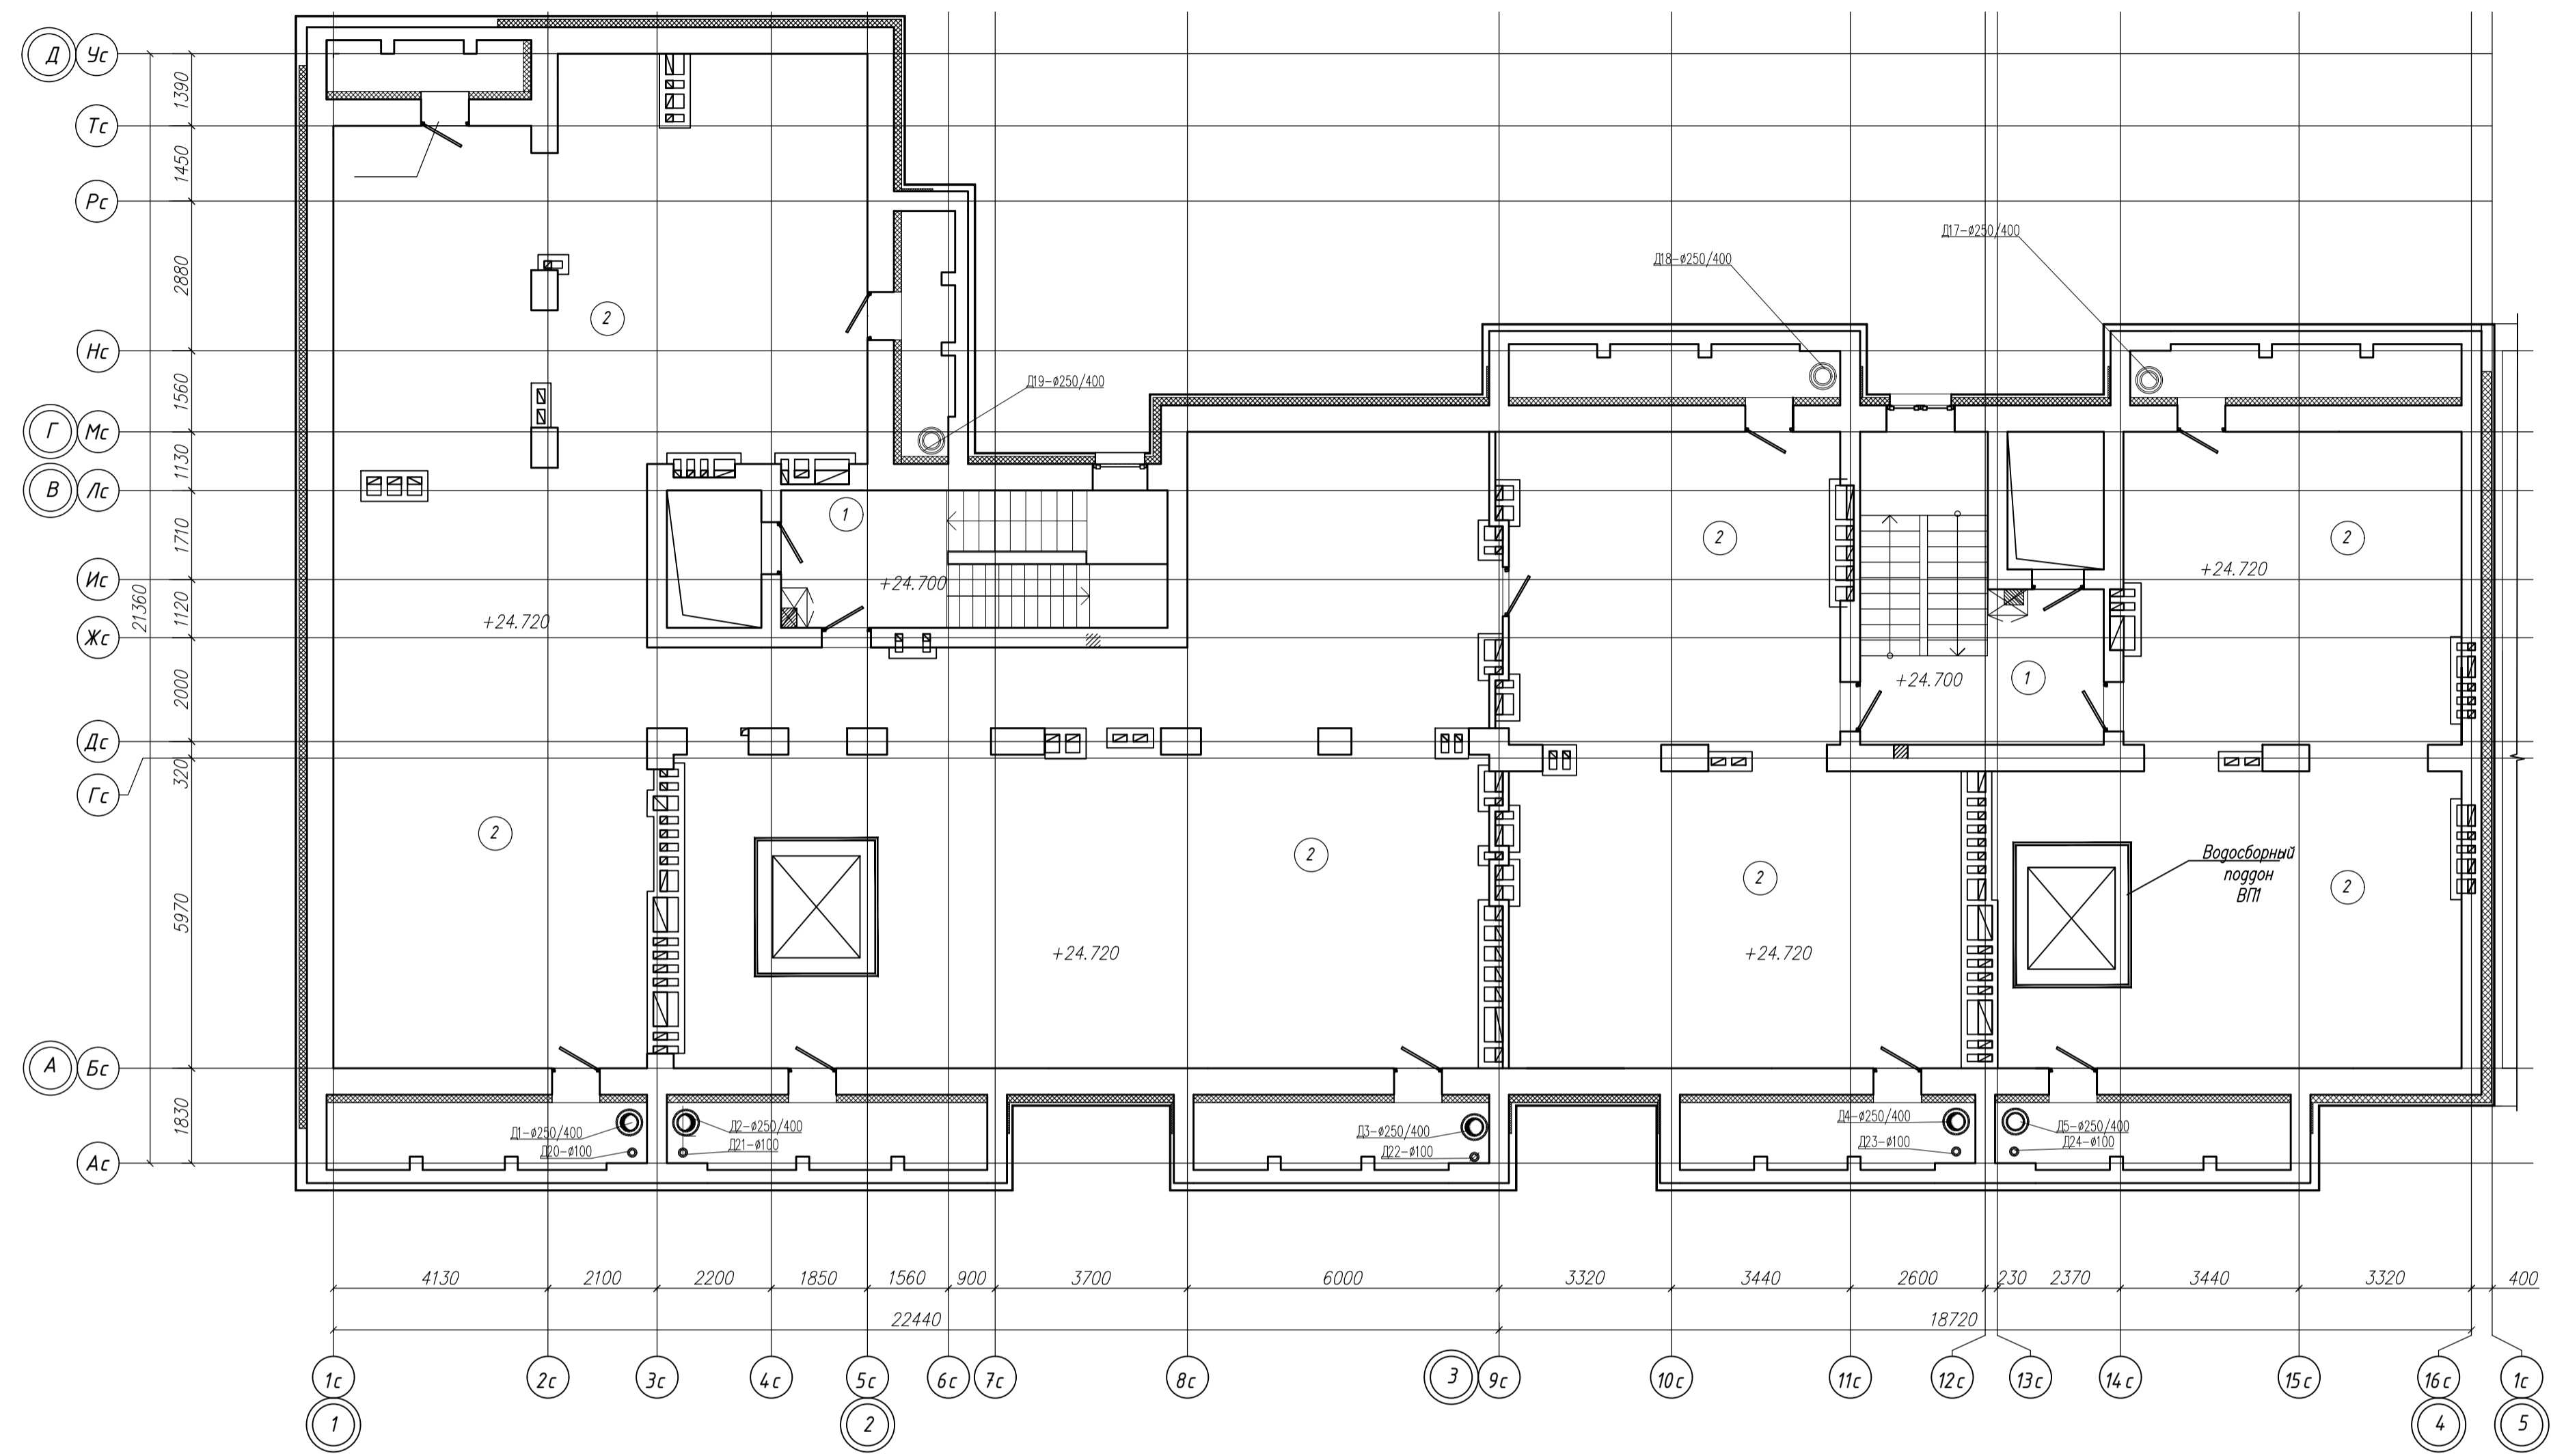 Д Ус
1390
Тс
1450
Рс
2880
Нс
1560
Г Мс
1130
В Лс
1710
Ис
1120
21360
Жс
2000
Дс
320
Гс
5970
А Бс
1830
Ас
Д17-ø250/400
Д18-ø250/400
2
Д19-ø250/400
1
2
2
+24.700
+24.720
+24.720
+24.700
1
2
2
2
2
Водосборный
поддон
ВП1
+24.720
+24.720
Д1-ø250/400
Д20-ø100
Д2-ø250/400
Д21-ø100
Д3-ø250/400
Д22-ø100
Д4-ø250/400
Д23-ø100
Д5-ø250/400
Д24-ø100
4130 2100 2200 1850 1560 900 3700 6000 3320 3440 2600 230 2370 3440 3320 400
22440 18720
1с 2с 3с 4с 5с 6с 7с 8с 3 9с 10с 11с 12с 13с 14с 15с 16с 1с
1 2 4 5